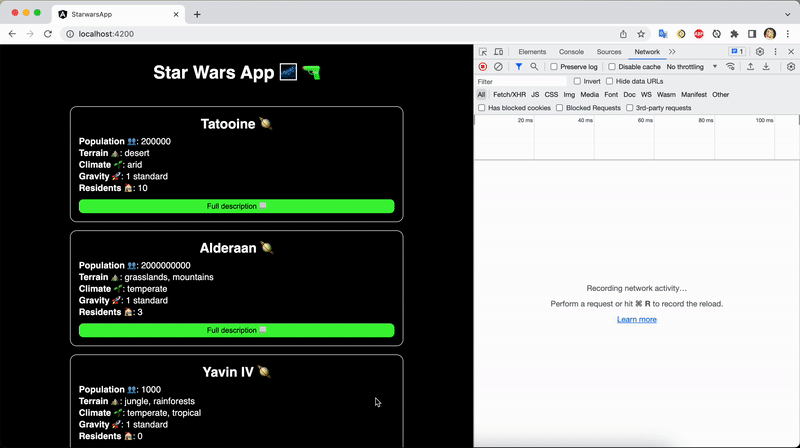 StarwarsApp
localhost:4200
Star Wars App
Tatooine
Population : 200000
Terrain : desert
Climate : arid
Gravity : 1 standard
Residents : 10
Full description
Alderaan
Population : 2000000000
Terrain : grasslands, mountains
Climate : temperate
Gravity : 1 standard
Residents : 3
Full description
Yavin IV
Population : 1000
Terrain : jungle, rainforests
Climate : temperate, tropical
Gravity : 1 standard
Residents : 0
Elements Console Sources Network 1
Preserve log Disable cache No throttling
Filter Invert Hide data URLs
All Fetch/XHR JS CSS Img Media Font Doc WS Wasm Manifest Other
Has blocked cookies Blocked Requests 3rd-party requests
20 ms 40 ms 60 ms 80 ms 100 ms
Recording network activity…
Perform a request or hit ⌘ R to record the reload.
Learn more